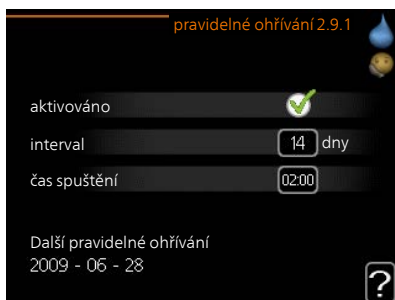 pravidelné ohřívání 2.9.1
aktivováno
interval 14 dny
čas spuštění 02:00
Další pravidelné ohřívání
2009 - 06 - 28
?